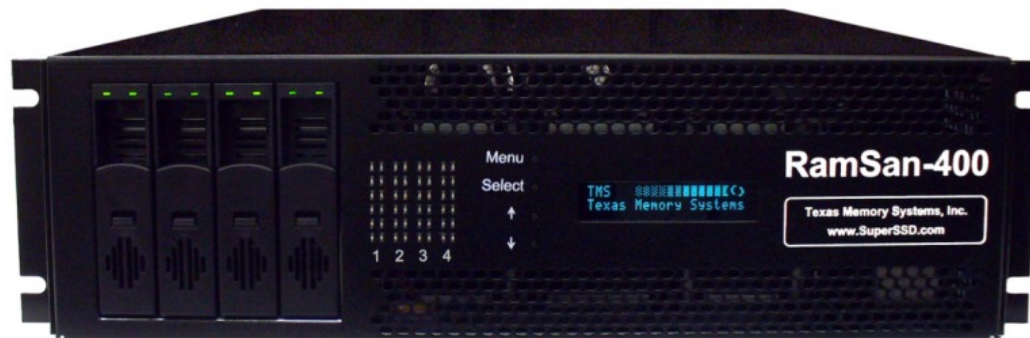 Menu
Select
↑
↓
1 2 3 4
TMS
Texas Memory Systems
RamSan-400
Texas Memory Systems, Inc.
www.SuperSSD.com